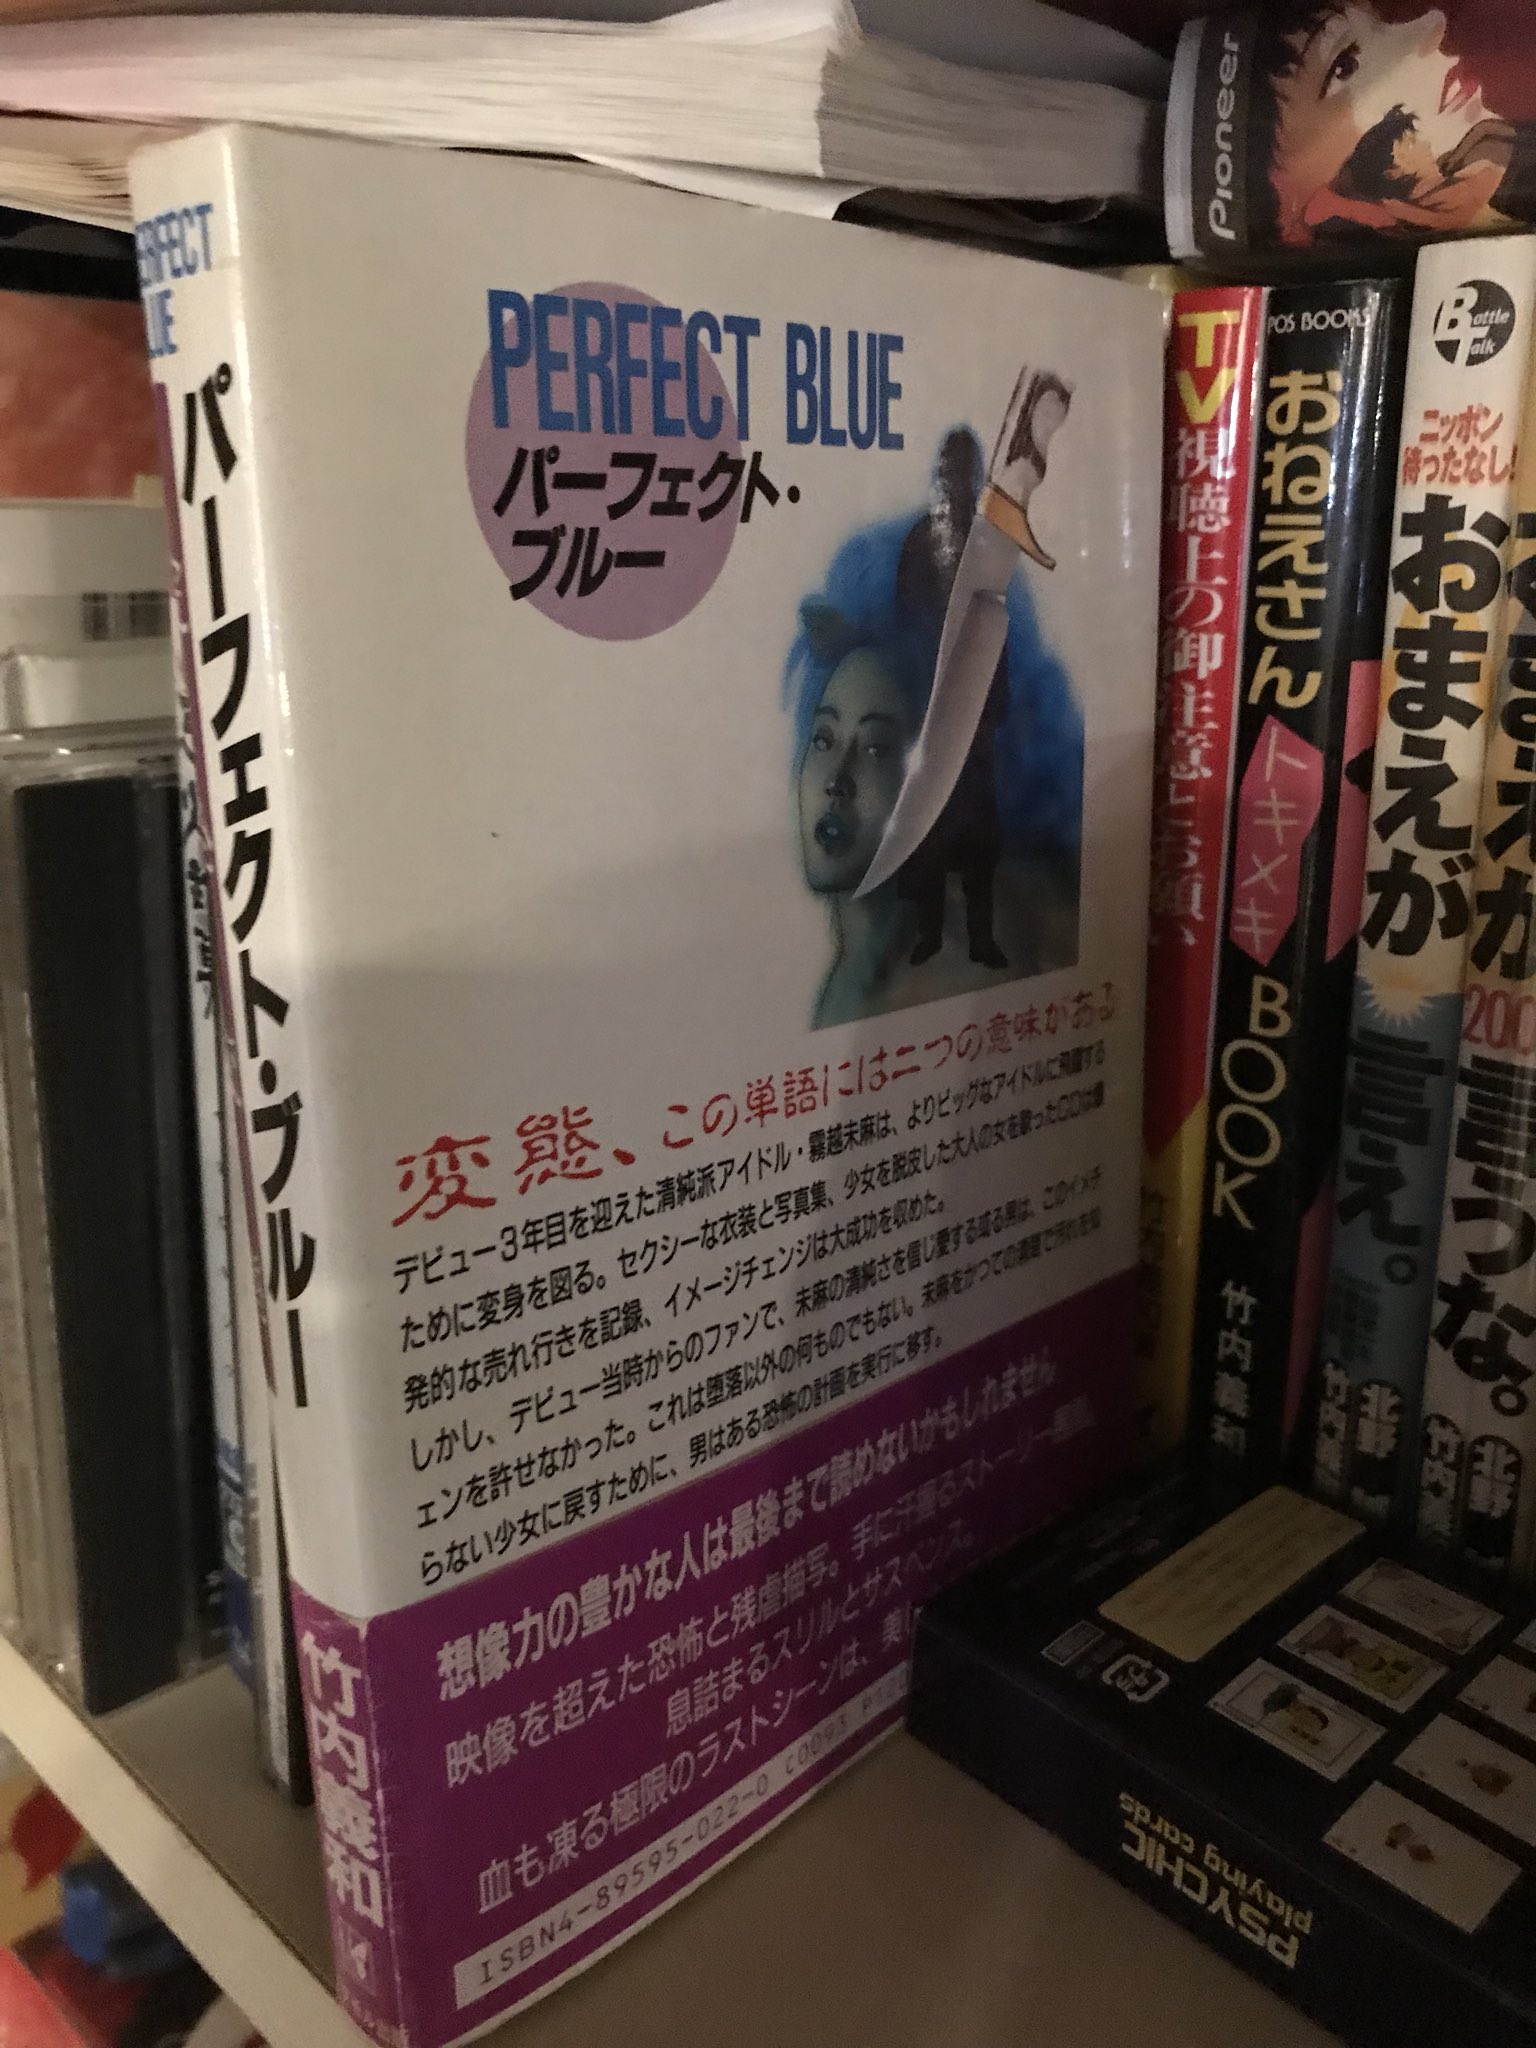 PERFECT
BLUE
パーフェクト・ブルー
竹内義和
PERFECT BLUE
パーフェクト・
ブルー
変態、この単語には二つの意味がある
デビュー3年目を迎えた清純派アイドル・霧越未麻は、よりビッグなアイドルに飛躍する
ために変身を図る。セクシーな衣装と写真集、少女を脱皮した大人の女を歌ったCDは爆
発的な売れ行きを記録、イメージチェンジは大成功を収めた。
しかし、デビュー当時からのファンで、未麻の清純さを信じ愛する或る男は、このイメチ
ェンを許せなかった。これは堕落以外の何ものでもない。未麻をかつての清冽で汚れを知
らない少女に戻すために、男はある恐怖の計画を実行に移す。
想像力の豊かな人は最後まで読めないかもしれません
映像を超えた恐怖と残虐描写。手に汗握るストーリー展開。
息詰まるスリルとサスペンス。
血も凍る極限のラストシーンは、美し
ISBN4-89595-022-0 C0093
Pioneer
TV視聴上の御注意とお願い
POS BOOKS
おねえさん
トキメキ
BOOK
竹内義和
Battle
Talk
ニッポン
待ったなし!
おまえが
言え。
おまえが
200
言うな。
PSYCHIC
playing cards